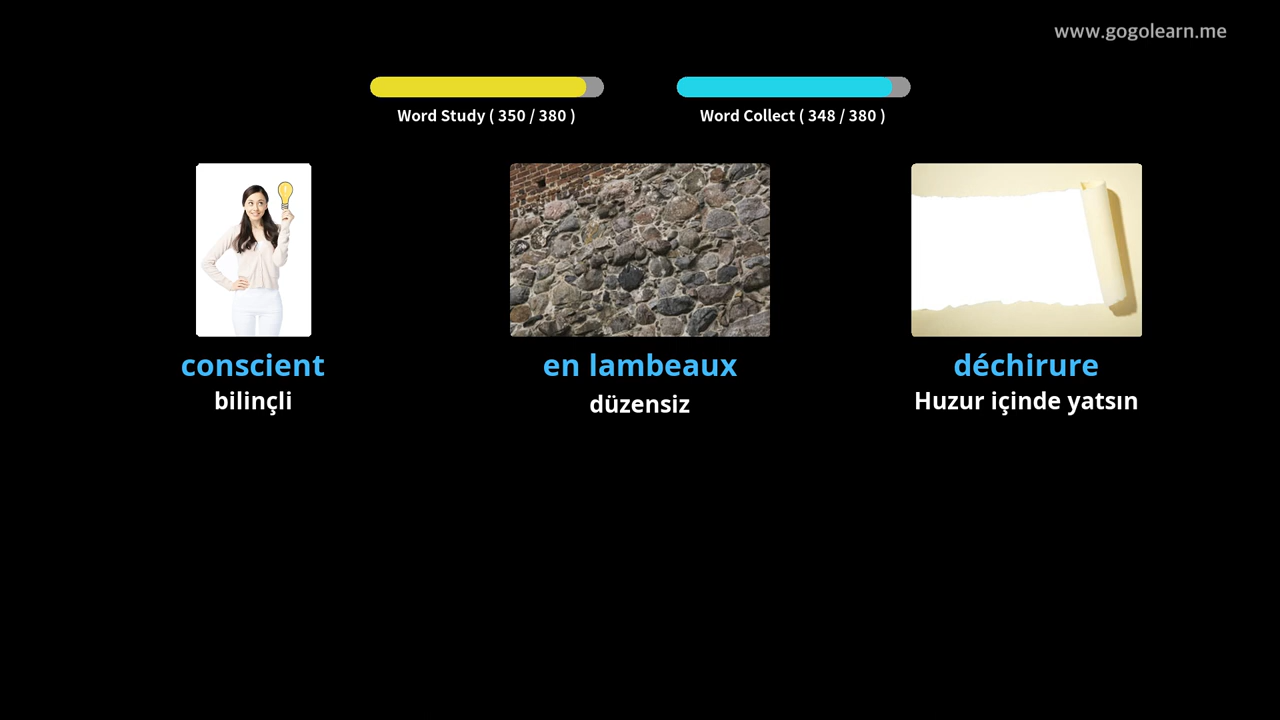 www.gogolearn.me
Word Study ( 350 / 380 )
Word Collect ( 348 / 380 )
conscient
bilinçli
en lambeaux
düzensiz
déchirure
Huzur içinde yatsın